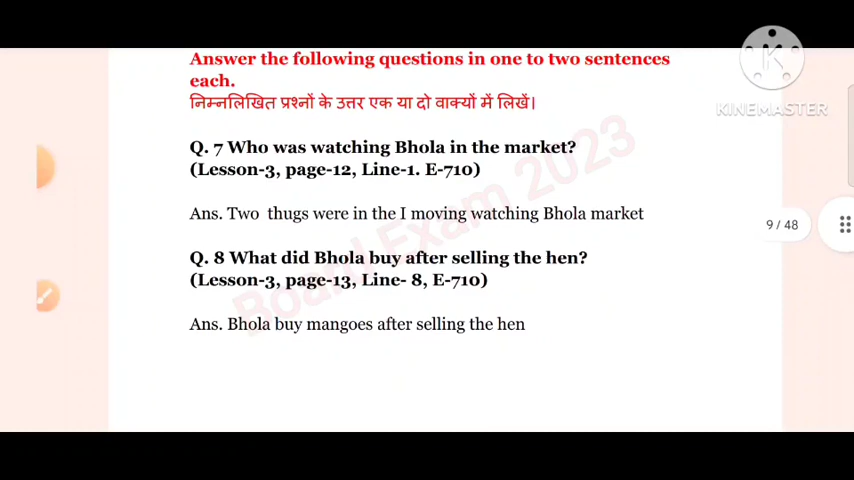 Answer the following questions in one to two sentences
each.
निम्नलिखित प्रश्नों के उत्तर एक या दो वाक्यों में लिखें।
Q. 7 Who was watching Bhola in the market?
(Lesson-3, page-12, Line-1. E-710)
Ans. Two thugs were in the I moving watching Bhola market
Q. 8 What did Bhola buy after selling the hen?
(Lesson-3, page-13, Line- 8, E-710)
Ans. Bhola buy mangoes after selling the hen
Board Exam 2023
9 / 48
K
KINEMASTER